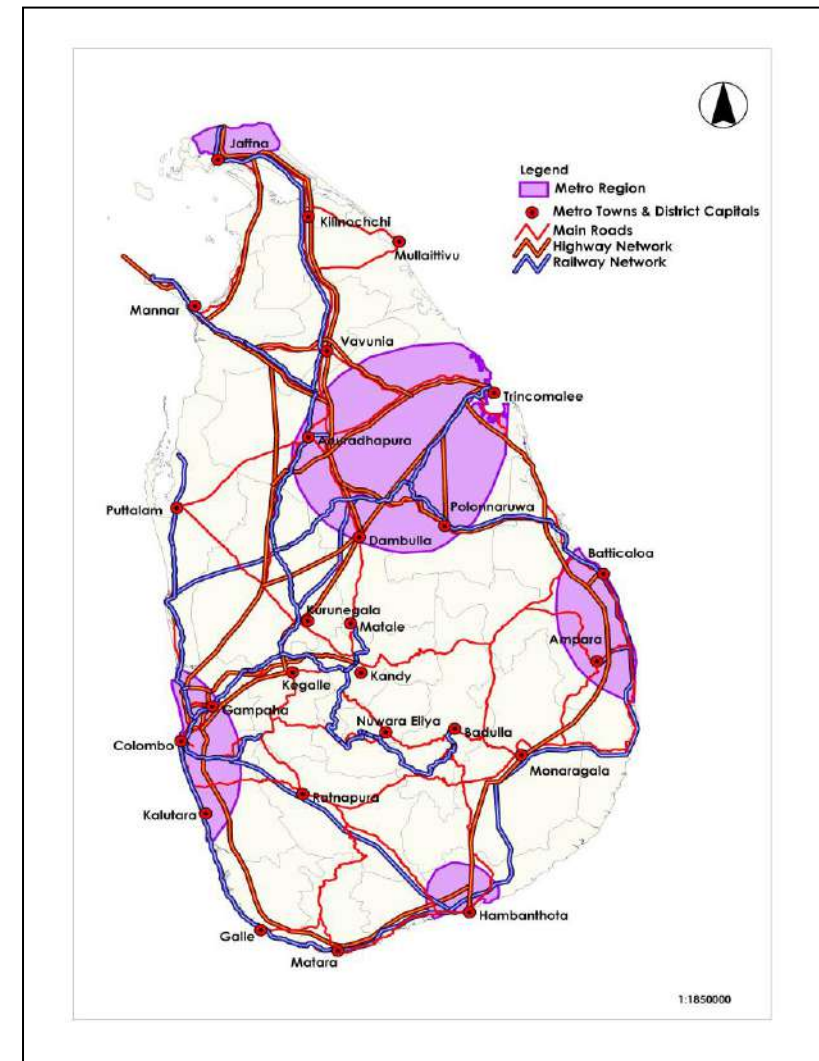 Jaffna
Legend
Metro Region
Metro Towns & District Capitals
Main Roads
Highway Network
Railway Network
Kilinochchi
Mullaittivu
Mannar
Vavunia
Trincomalee
Anuradhapura
Puttalam
Polonnaruwa
Dambulla
Batticaloa
Kurunegala
Matale
Ampara
Kegalle
Kandy
Gampaha
Nuwara Eliya
Badulla
Colombo
Monaragala
Ratnapura
Kalutara
Hambanthota
Galle
Matara
1:1850000